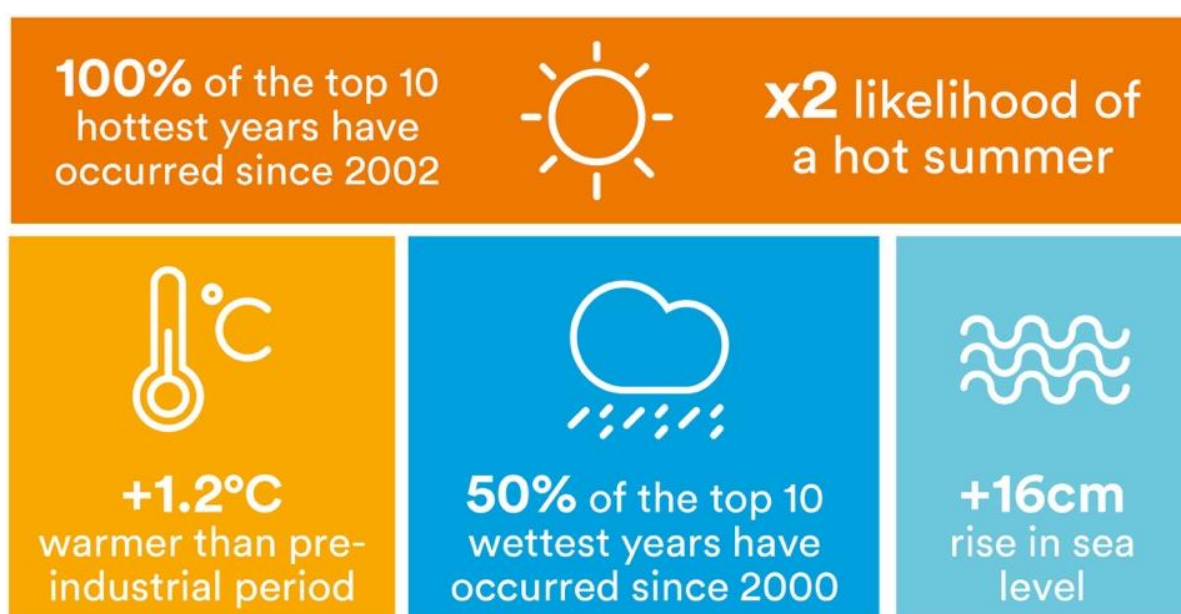 100% of the top 10
hottest years have
occurred since 2002
x2 likelihood of
a hot summer
°C
+1.2°C
warmer than pre-
industrial period
50% of the top 10
wettest years have
occurred since 2000
+16cm
rise in sea
level